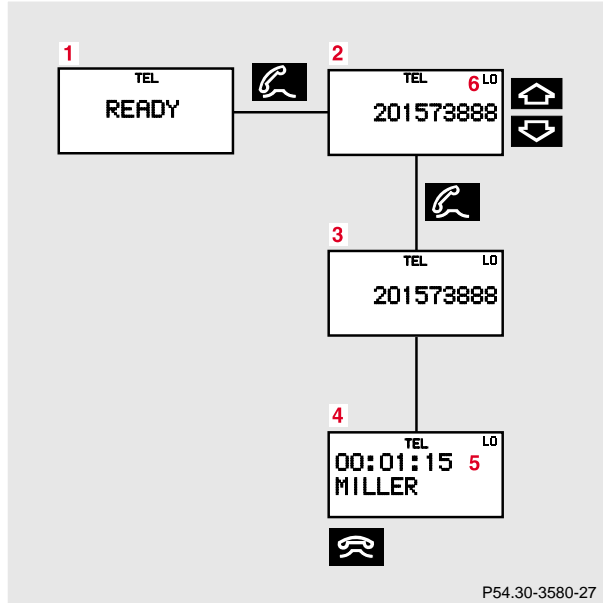 1
TEL
READY
2
TEL 6 LO
201573888
3
TEL LO
201573888
4
TEL LO
00:01:15 5
MILLER
P54.30-3580-27